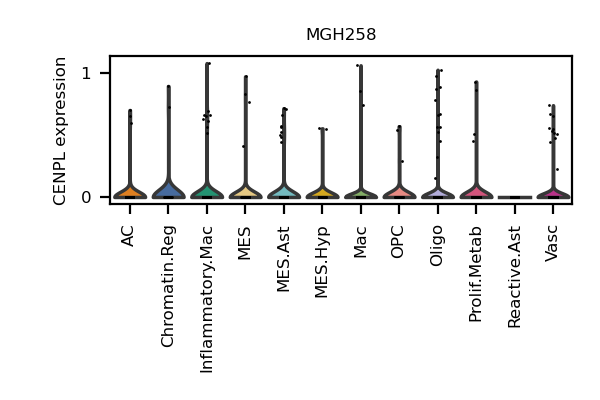 MGH258
CENPL expression
1
0
AC
Chromatin.Reg
Inflammatory.Mac
MES
MES.Ast
MES.Hyp
Mac
OPC
Oligo
Prolif.Metab
Reactive.Ast
Vasc